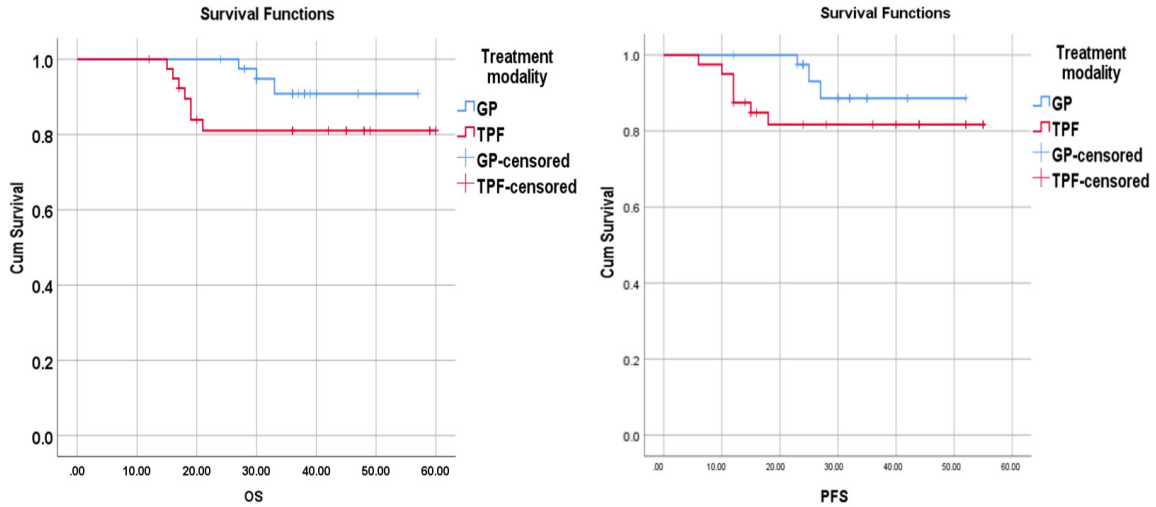 Survival Functions
1.0
0.8
0.6
0.4
0.2
0.0
Cum Survival
.00 10.00 20.00 30.00 40.00 50.00 60.00
OS
Treatment
modality
GP
TPF
GP-censored
TPF-censored
Survival Functions
1.0
0.8
0.6
0.4
0.2
0.0
Cum Survival
.00 10.00 20.00 30.00 40.00 50.00 60.00
PFS
Treatment
modality
GP
TPF
GP-censored
TPF-censored